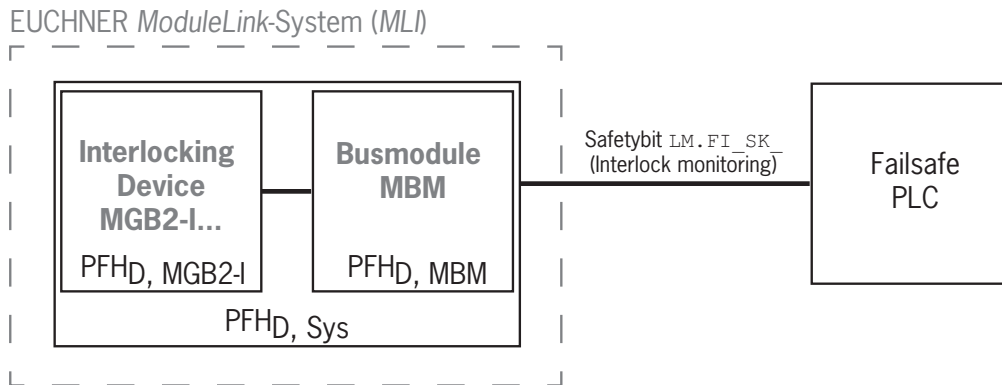 EUCHNER ModuleLink-System (MLI)
Interlocking
Device
MGB2-I...
PFHD, MGB2-I
Busmodule
MBM
PFHD, MBM
PFHD, Sys
Safetybit LM.FI_SK_
(Interlock monitoring)
Failsafe
PLC